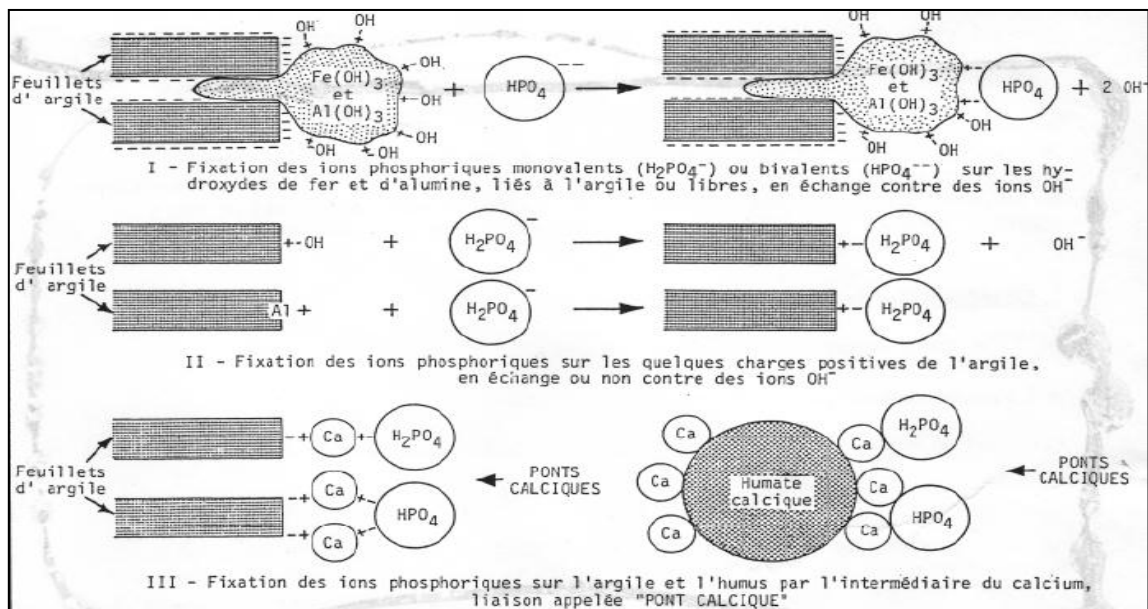 OH OH OH OH
Feuillets
d' argile
Fe(OH)3
et
Al(OH)3
OH
OH
OH
OH
OH
+
HPO4 --
Fe(OH)3
et
Al(OH)3
HPO4
+ 2 OH-
OH
OH
I - Fixation des ions phosphoriques monovalents (H2PO4-) ou bivalents (HPO4--) sur les hy-
droxydes de fer et d'alumine, liés à l'argile ou libres, en échange contre des ions OH-
Feuillets
d' argile
+-OH + H2PO4 - +- H2PO4 + OH-
Al + + H2PO4 - +- H2PO4
II - Fixation des ions phosphoriques sur les quelques charges positives de l'argile,
en échange ou non contre des ions OH-
Feuillets
d' argile
-+ Ca +- H2PO4
-+ Ca
HPO4
-+ Ca
PONTS
CALCIQUES
Ca
Ca
Ca
Humate
calcique
Ca
H2PO4
Ca
HPO4
Ca
PONTS
CALCIQUES
III - Fixation des ions phosphoriques sur l'argile et l'humus par l'intermédiaire du calcium,
liaison appelée "PONT CALCIQUE"